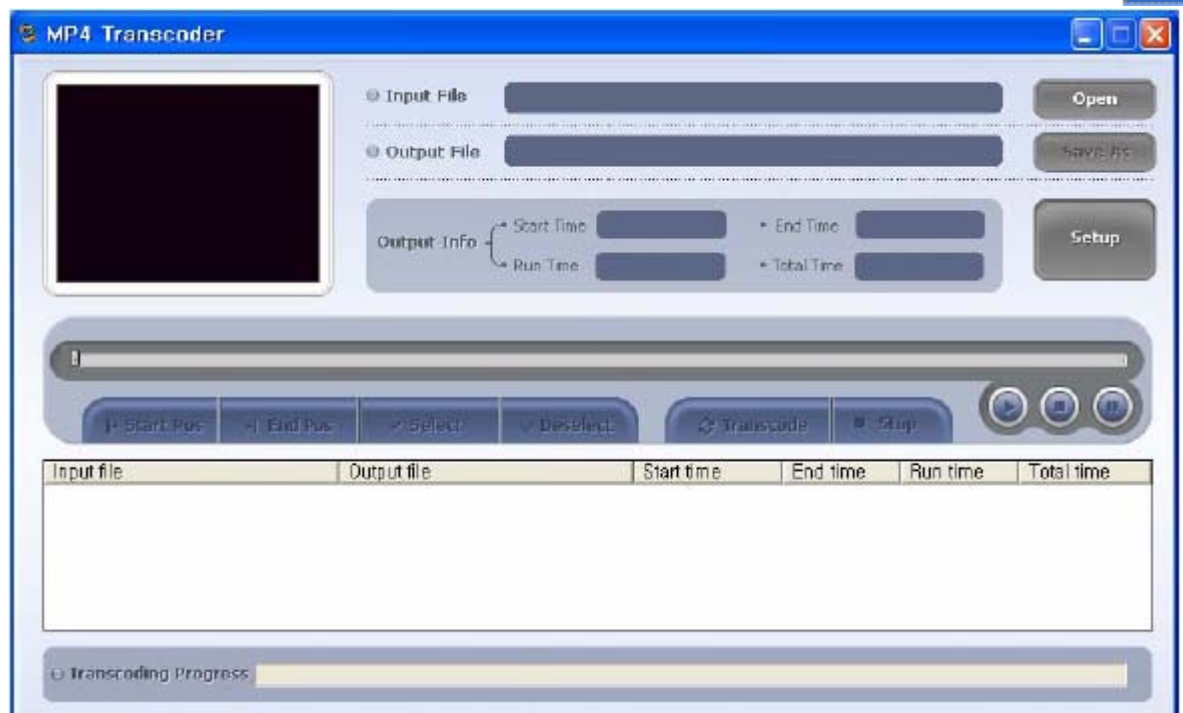 MP4 Transcoder
Input File
Open
Output File
Save As
Output Info
Start Time
End Time
Run Time
Total Time
Setup
Start Pos
End Pos
Select
Deselect
Transcode
Stop
Input file Output file Start time End time Run time Total time
Transcoding Progress